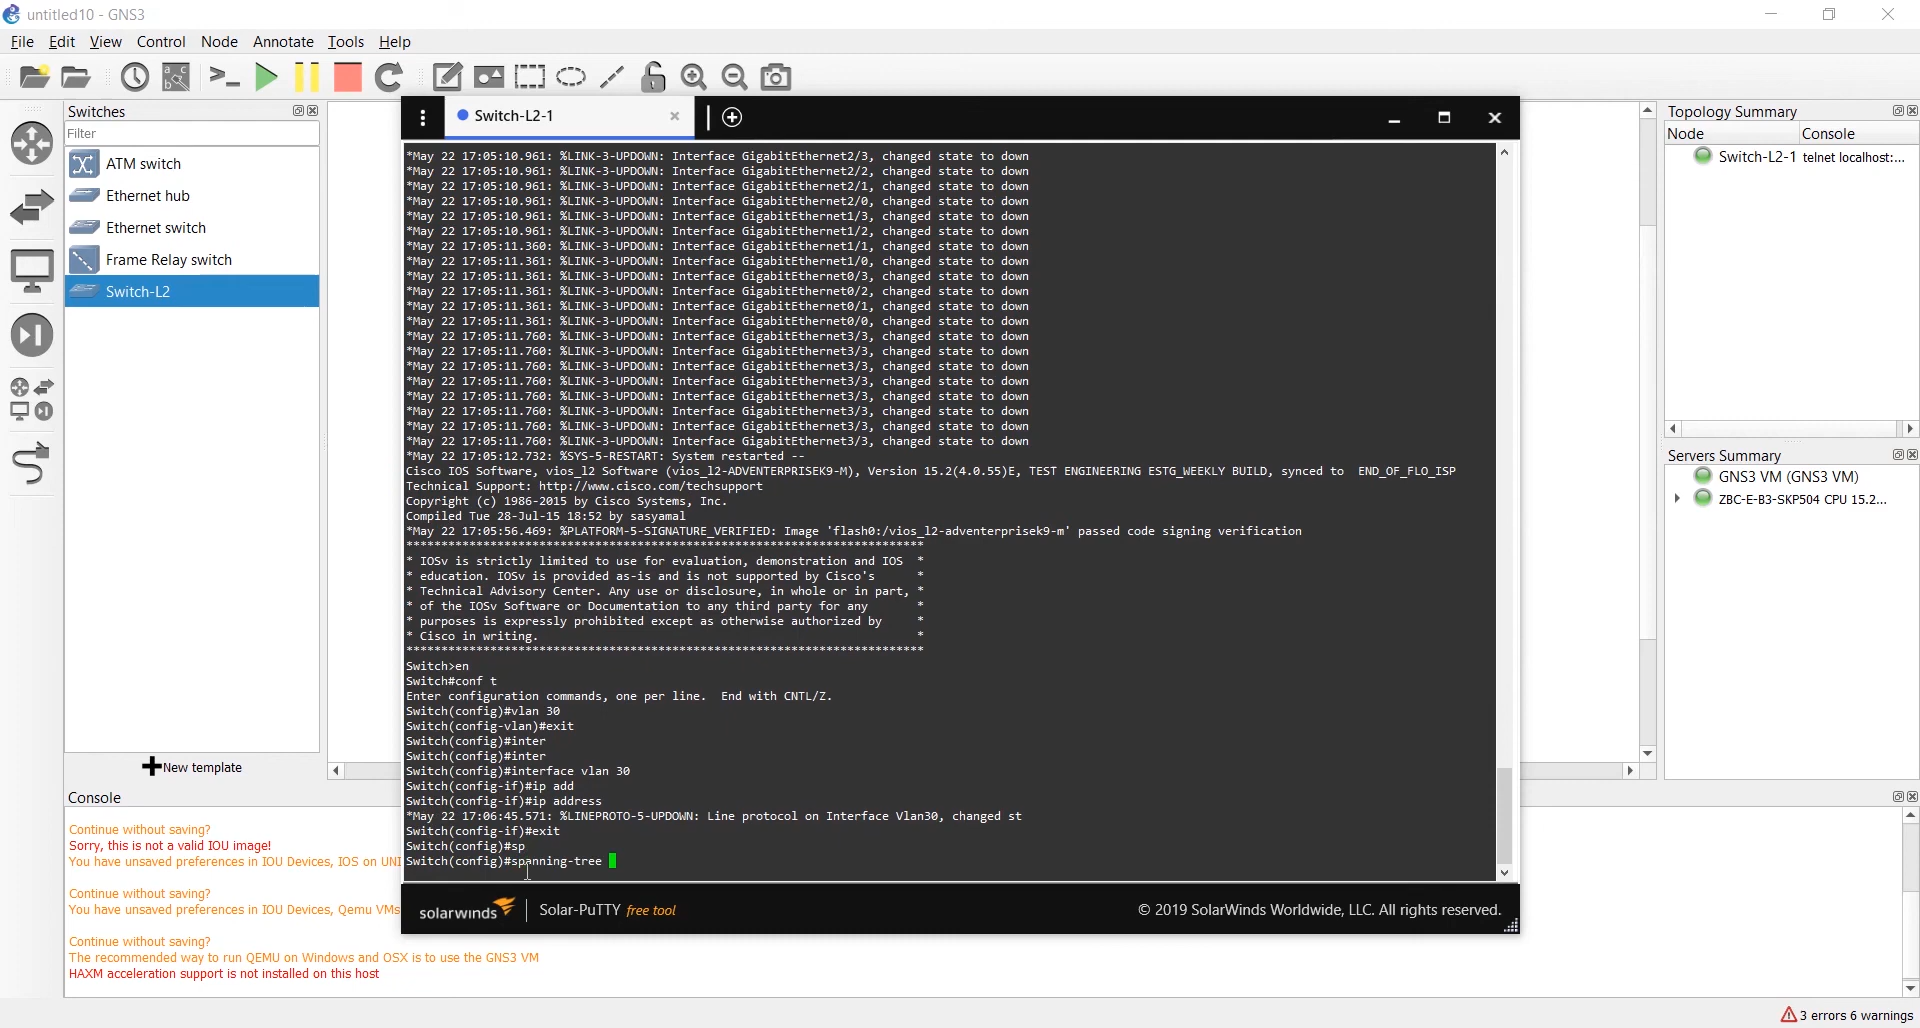 untitled10 - GNS3
File Edit View Control Node Annotate Tools Help
Switches
Filter
ATM switch
Ethernet hub
Ethernet switch
Frame Relay switch
Switch-L2
New template
Switch-L2-1
*May 22 17:05:10.961: %LINK-3-UPDOWN: Interface GigabitEthernet2/3, changed state to down
*May 22 17:05:10.961: %LINK-3-UPDOWN: Interface GigabitEthernet2/2, changed state to down
*May 22 17:05:10.961: %LINK-3-UPDOWN: Interface GigabitEthernet2/1, changed state to down
*May 22 17:05:10.961: %LINK-3-UPDOWN: Interface GigabitEthernet2/0, changed state to down
*May 22 17:05:10.961: %LINK-3-UPDOWN: Interface GigabitEthernet1/3, changed state to down
*May 22 17:05:10.961: %LINK-3-UPDOWN: Interface GigabitEthernet1/2, changed state to down
*May 22 17:05:11.360: %LINK-3-UPDOWN: Interface GigabitEthernet1/1, changed state to down
*May 22 17:05:11.361: %LINK-3-UPDOWN: Interface GigabitEthernet1/0, changed state to down
*May 22 17:05:11.361: %LINK-3-UPDOWN: Interface GigabitEthernet0/3, changed state to down
*May 22 17:05:11.361: %LINK-3-UPDOWN: Interface GigabitEthernet0/2, changed state to down
*May 22 17:05:11.361: %LINK-3-UPDOWN: Interface GigabitEthernet0/1, changed state to down
*May 22 17:05:11.361: %LINK-3-UPDOWN: Interface GigabitEthernet0/0, changed state to down
*May 22 17:05:11.760: %LINK-3-UPDOWN: Interface GigabitEthernet3/3, changed state to down
*May 22 17:05:11.760: %LINK-3-UPDOWN: Interface GigabitEthernet3/3, changed state to down
*May 22 17:05:11.760: %LINK-3-UPDOWN: Interface GigabitEthernet3/3, changed state to down
*May 22 17:05:11.760: %LINK-3-UPDOWN: Interface GigabitEthernet3/3, changed state to down
*May 22 17:05:11.760: %LINK-3-UPDOWN: Interface GigabitEthernet3/3, changed state to down
*May 22 17:05:11.760: %LINK-3-UPDOWN: Interface GigabitEthernet3/3, changed state to down
*May 22 17:05:11.760: %LINK-3-UPDOWN: Interface GigabitEthernet3/3, changed state to down
*May 22 17:05:11.760: %LINK-3-UPDOWN: Interface GigabitEthernet3/3, changed state to down
*May 22 17:05:12.732: %SYS-5-RESTART: System restarted --
Cisco IOS Software, vios_l2 Software (vios_l2-ADVENTERPRISEK9-M), Version 15.2(4.0.55)E, TEST ENGINEERING ESTG_WEEKLY BUILD, synced to  END_OF_FLO_ISP
Technical Support: http://www.cisco.com/techsupport
Copyright (c) 1986-2015 by Cisco Systems, Inc.
Compiled Tue 28-Jul-15 18:52 by sasyamal
*May 22 17:05:56.469: %PLATFORM-5-SIGNATURE_VERIFIED: Image 'flash0:/vios_l2-adventerprisek9-m' passed code signing verification
**************************************************************************
* IOSv is strictly limited to use for evaluation, demonstration and IOS  *
* education. IOSv is provided as-is and is not supported by Cisco's      *
* Technical Advisory Center. Any use or disclosure, in whole or in part, *
* of the IOSv Software or Documentation to any third party for any       *
* purposes is expressly prohibited except as otherwise authorized by     *
* Cisco in writing.                                                      *
**************************************************************************
Switch>en
Switch#conf t
Enter configuration commands, one per line.  End with CNTL/Z.
Switch(config)#vlan 30
Switch(config-vlan)#exit
Switch(config)#inter
Switch(config)#inter
Switch(config)#interface vlan 30
Switch(config-if)#ip add
Switch(config-if)#ip address
*May 22 17:06:45.571: %LINEPROTO-5-UPDOWN: Line protocol on Interface Vlan30, changed st
Switch(config-if)#exit
Switch(config)#sp
Switch(config)#spanning-tree
solarwinds Solar-PuTTY free tool © 2019 SolarWinds Worldwide, LLC. All rights reserved.
Topology Summary
Node Console
Switch-L2-1 telnet localhost:...
Servers Summary
GNS3 VM (GNS3 VM)
ZBC-E-B3-SKP504 CPU 15.2...
Console
Continue without saving?
Sorry, this is not a valid IOU image!
You have unsaved preferences in IOU Devices, IOS on UNI
Continue without saving?
You have unsaved preferences in IOU Devices, Qemu VMs
Continue without saving?
The recommended way to run QEMU on Windows and OSX is to use the GNS3 VM
HAXM acceleration support is not installed on this host
3 errors 6 warnings